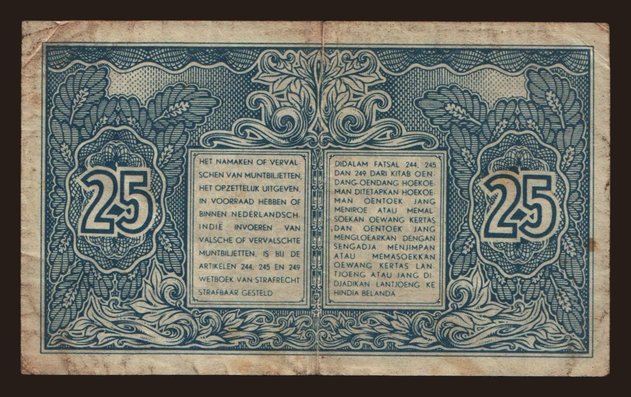 25
HET NAMAKEN OF VERVAL
SCHEN VAN MUNTBILJETTEN,
HET OPZETTELIJK UITGEVEN,
IN VOORRAAD HEBBEN OF
BINNEN NEDERLANDSCH-
INDIË INVOEREN VAN
VALSCHE OF VERVALSCHTE
MUNTBILJETTEN, IS BIJ DE
ARTIKELEN 244, 245 EN 249
WETBOEK VAN STRAFRECHT
STRAFBAAR GESTELD
DIDALAM FATSAL 244, 245
DAN 249 DARI KITAB OEN
DANG-OENDANG HOEKOE-
MAN DITETAPKAN HOEKOE-
MAN OENTOEK JANG
MENIROE ATAU MEMAL
SOEKAN OEWANG KERTAS
DAN OENTOEK JANG
MENGLOEARKAN DENGAN
SENGADJA MENJIMPAN
ATAU MEMASOEKKAN
OEWANG KERTAS LAN-
TJOENG ATAU JANG DI-
DJADIKAN LANTJOENG KE
HINDIA BELANDA
25